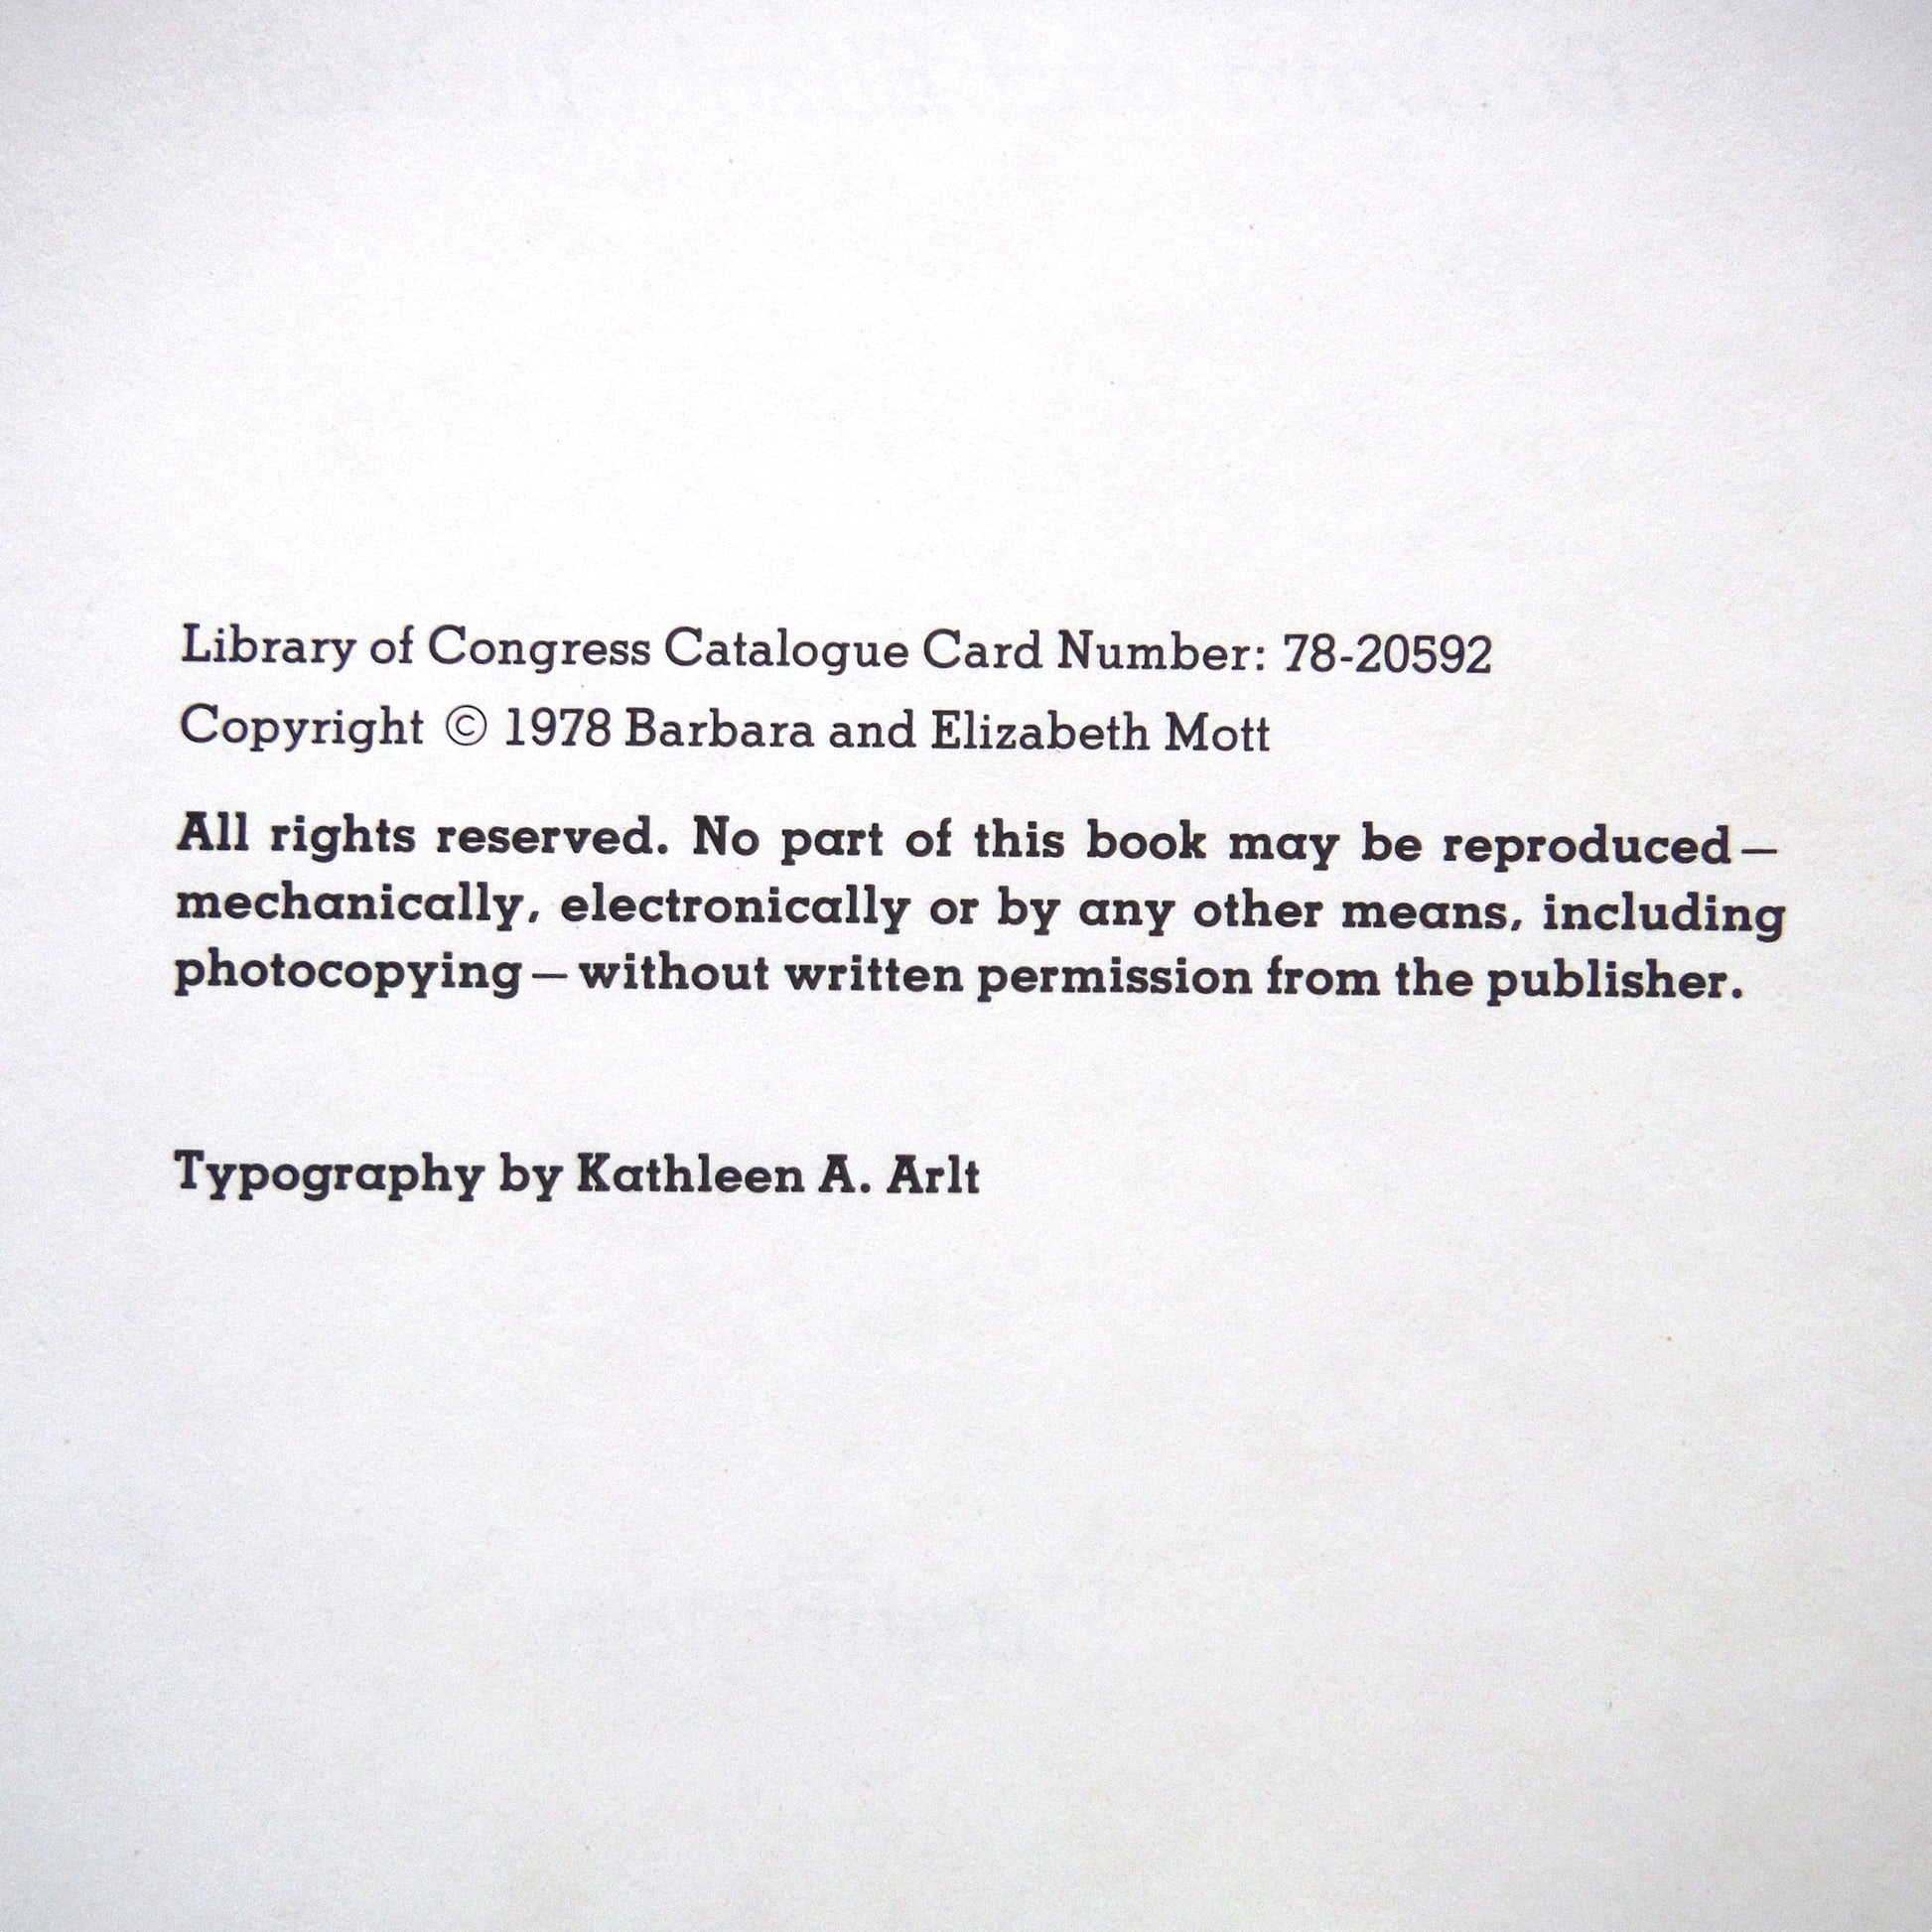 Library of Congress Catalogue Card Number: 78-20592
Copyright © 1978 Barbara and Elizabeth Mott
All rights reserved. No part of this book may be reproduced—
mechanically, electronically or by any other means, including
photocopying—without written permission from the publisher.
Typography by Kathleen A. Arlt